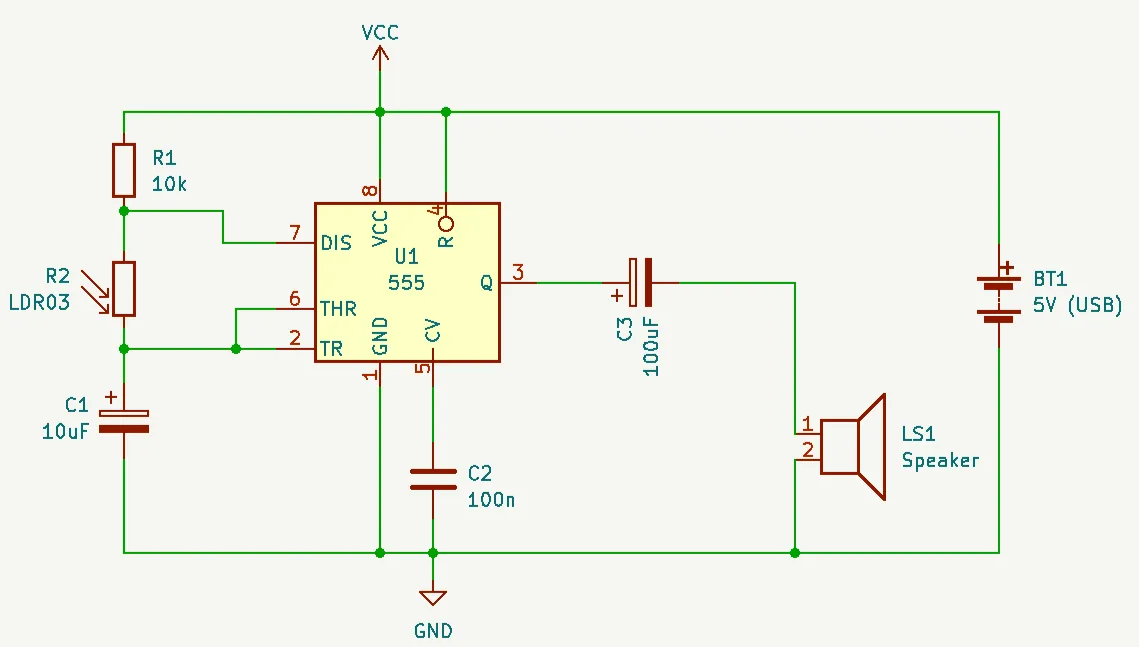 VCC
R1
10k
R2
LDR03
C1
10uF
8
4
7
6
2
1
5
3
VCC
R
DIS
U1
555
Q
THR
GND
CV
TR
+
+
C3
100uF
+
BT1
5V (USB)
1
2
LS1
Speaker
C2
100n
GND